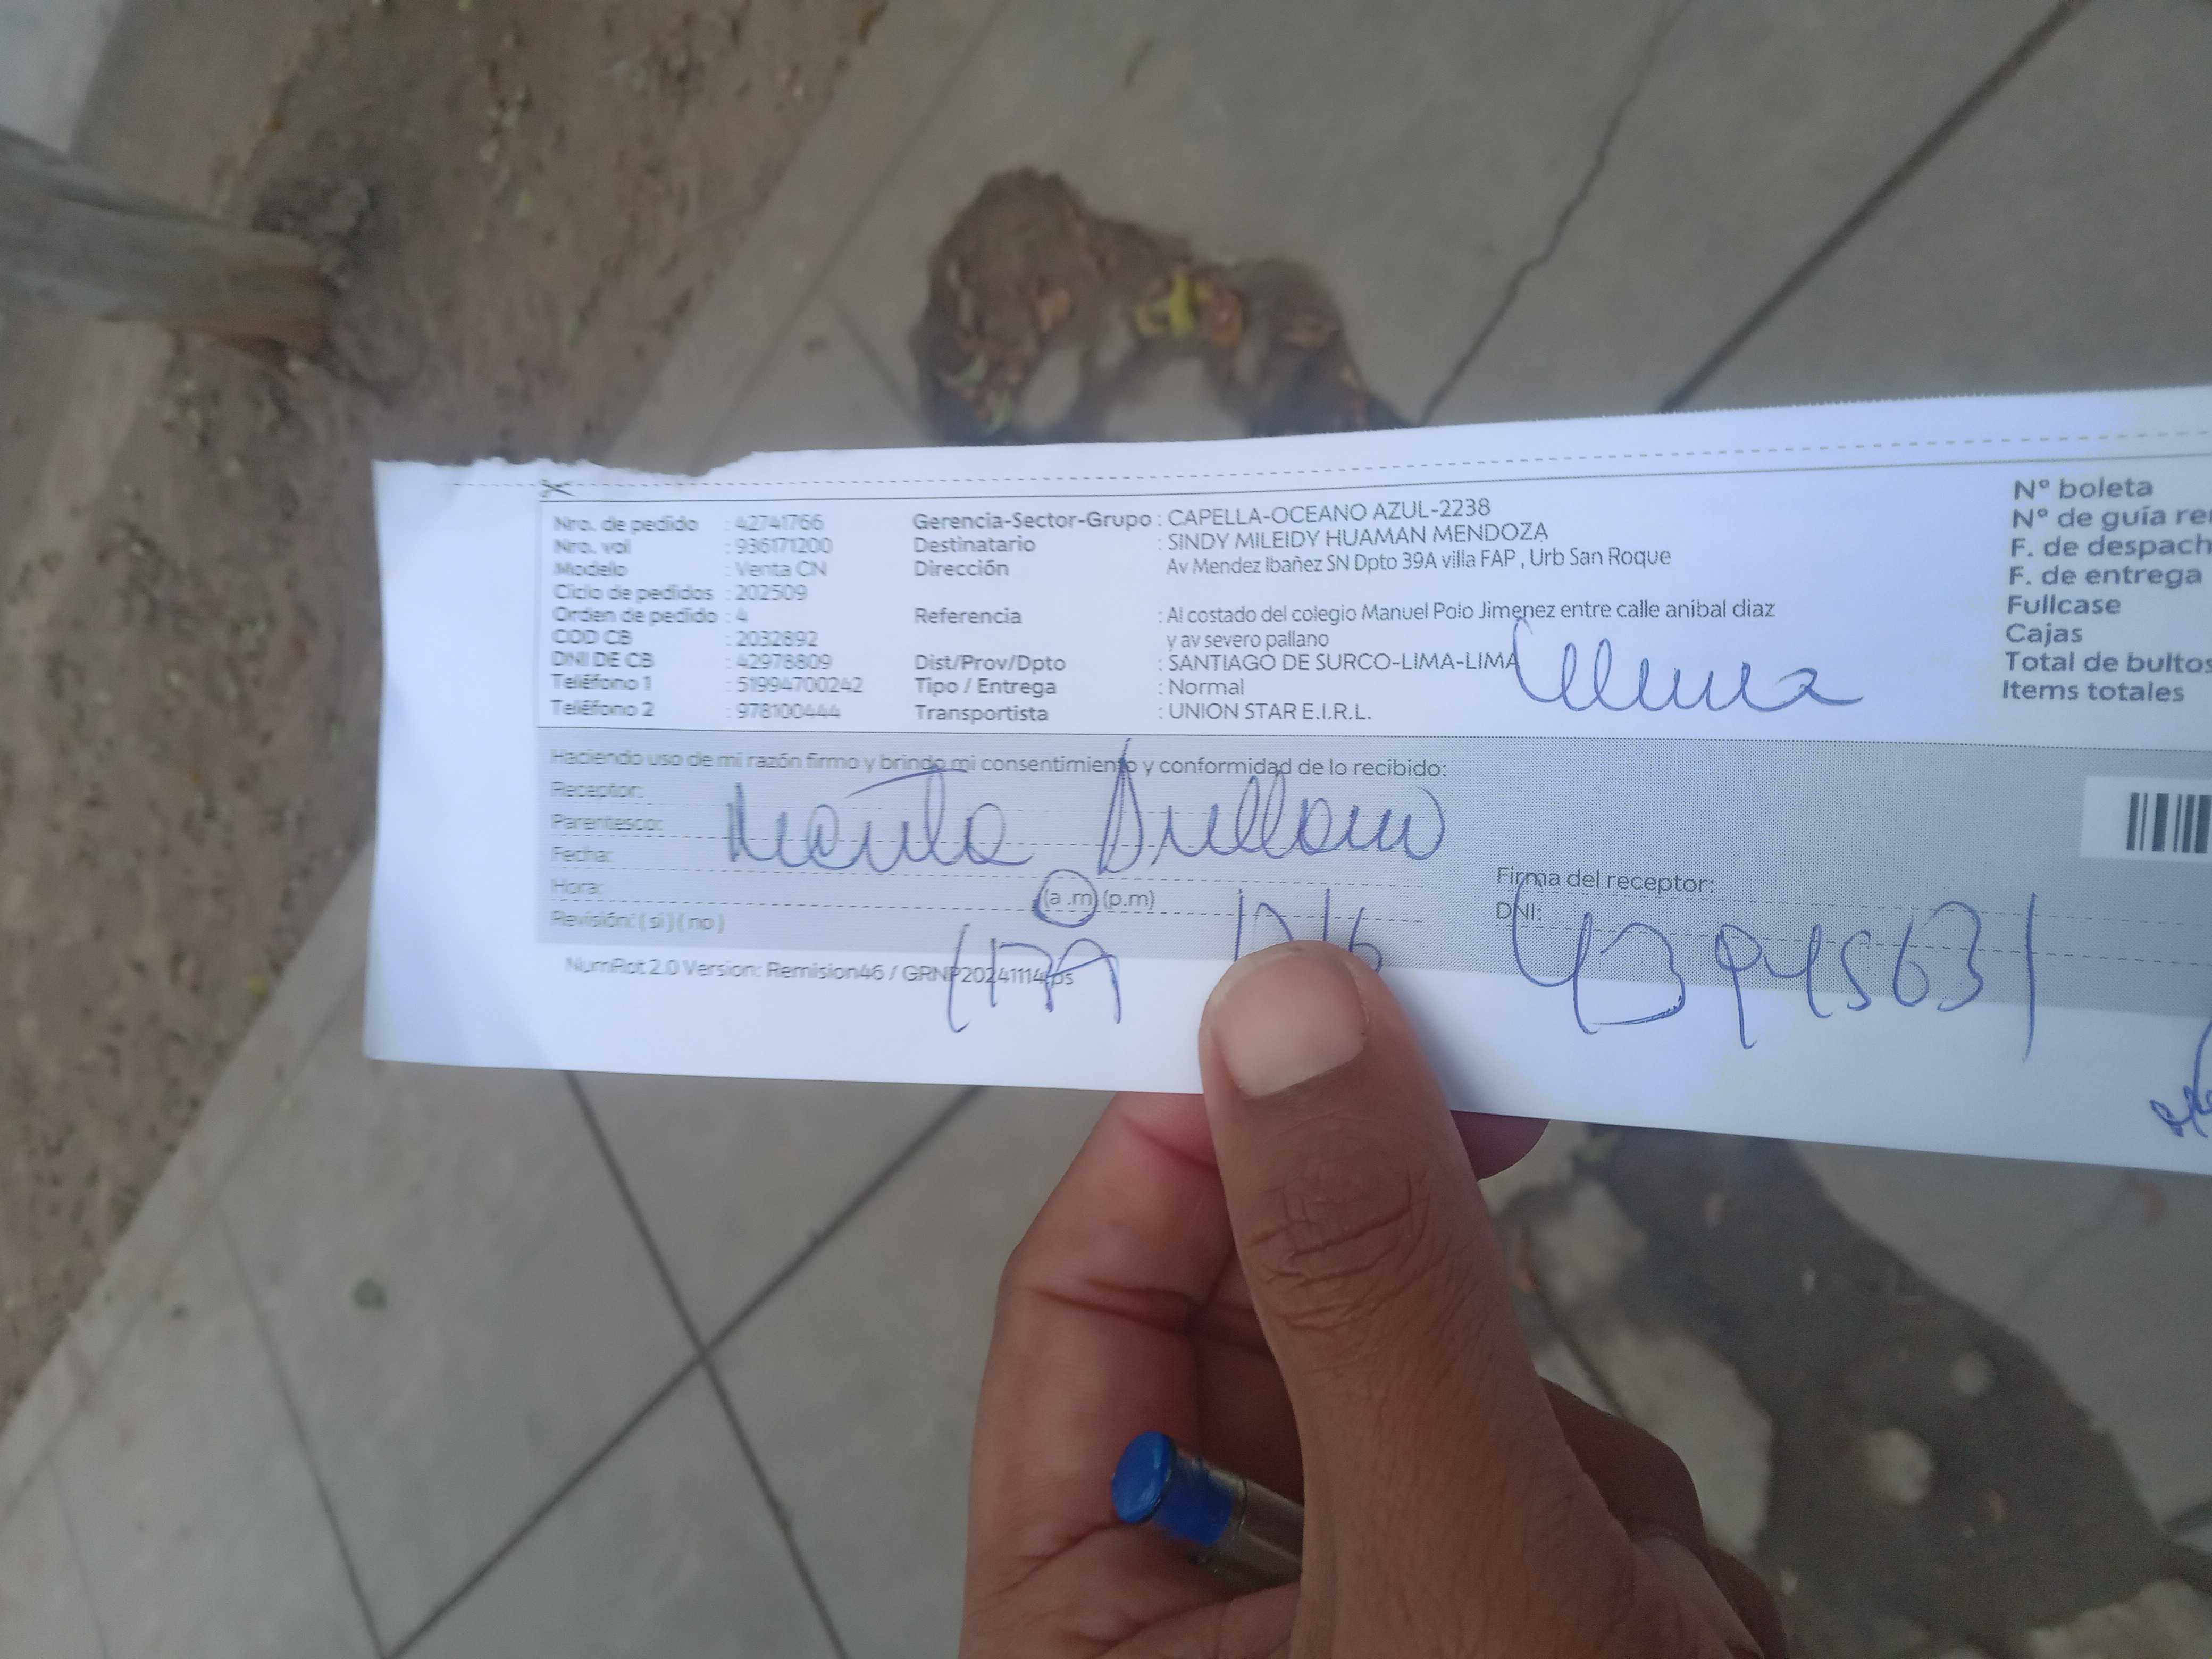 Nro. de pedido : 42741766
Nro. vol : 936171200
Modelo : Venta CN
Ciclo de pedidos : 202509
Orden de pedido : 4
COD CB : 2032892
DNI DE CB : 42978809
Teléfono 1 : 51994700242
Teléfono 2 : 978100444
Gerencia-Sector-Grupo : CAPELLA-OCEANO AZUL-2238
Destinatario : SINDY MILEIDY HUAMAN MENDOZA
Dirección Av Mendez Ibañez SN Dpto 39A villa FAP , Urb San Roque
Referencia : Al costado del colegio Manuel Polo Jimenez entre calle anibal diaz
y av severo pallano
Dist/Prov/Dpto : SANTIAGO DE SURCO-LIMA-LIMA
Tipo / Entrega : Normal
Transportista : UNION STAR E.I.R.L.
N° boleta
N° de guía
F. de despach
F. de entrega
Fullcase
Cajas
Total de bultos
Items totales
Haciendo uso de mi razón firmo y brindo mi consentimiento y conformidad de lo recibido:
Receptor:
Parentesco:
Fecha:
Hora: (a .m) (p.m)
Revisión: ( si ) ( no )
Firma del receptor:
DNI: 43945631
NumRot 2.0 Version: Remision46 / GRNP20241114ps